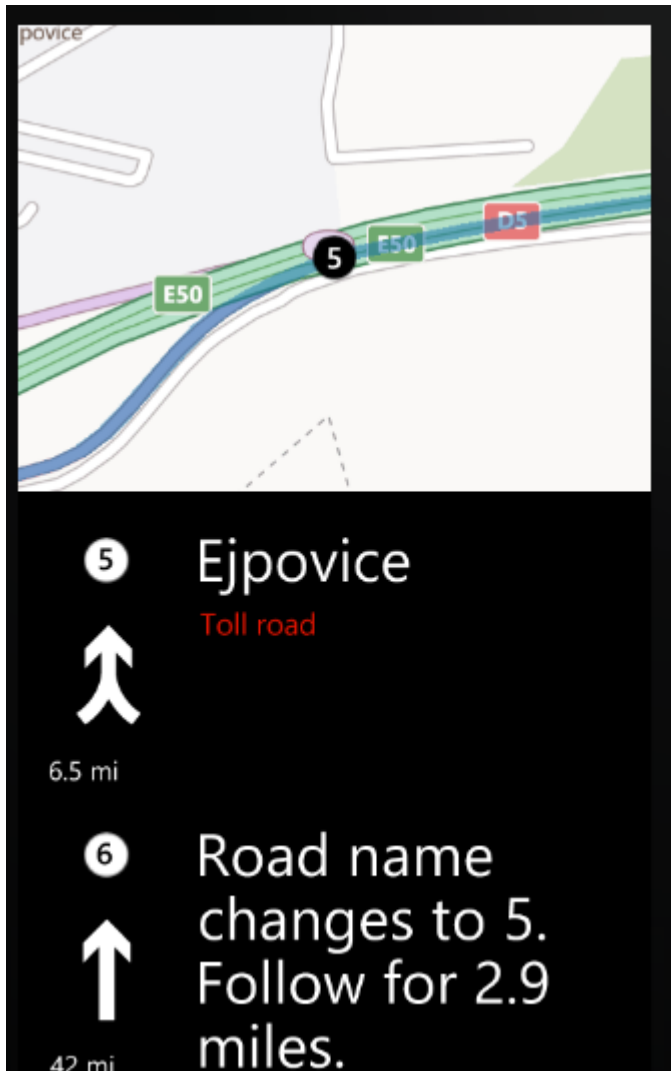 povice
E50
D5
5
E50
5
Ejpovice
Toll road
6.5 mi
6
Road name
changes to 5.
Follow for 2.9
miles.
42 mi